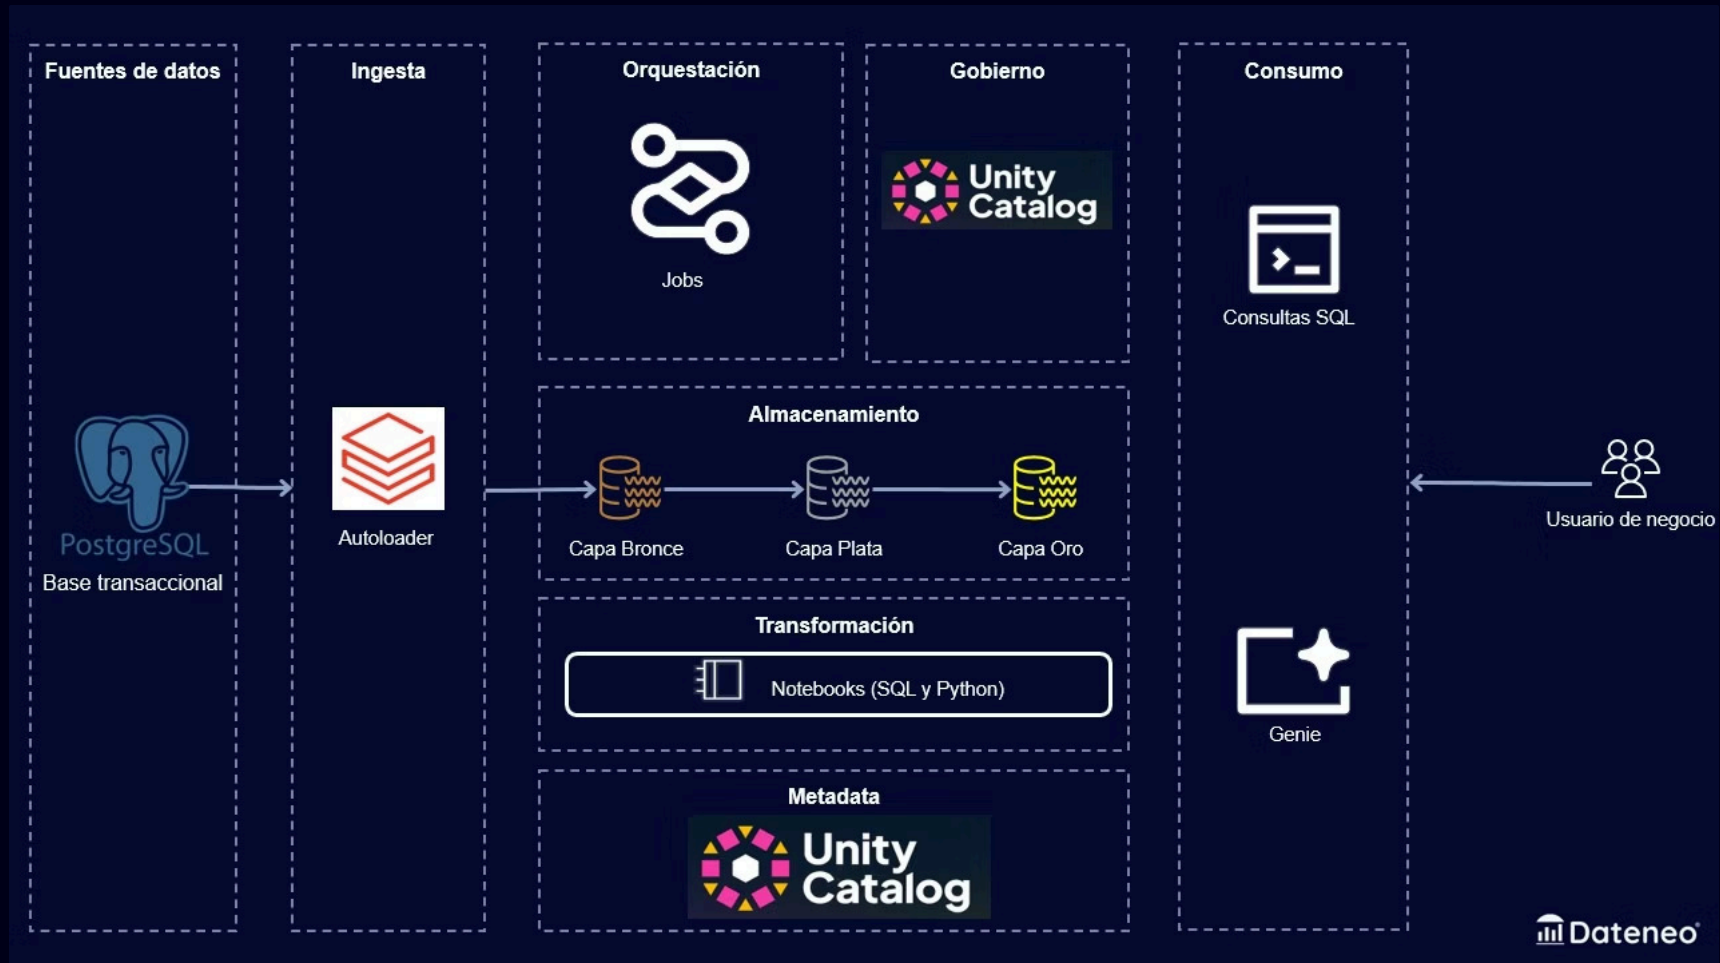 Fuentes de datos
PostgreSQL
Base transaccional
Ingesta
Autoloader
Orquestación
Jobs
Gobierno
Unity
Catalog
Almacenamiento
Capa Bronce
Capa Plata
Capa Oro
Transformación
Notebooks (SQL y Python)
Metadata
Unity
Catalog
Consumo
Consultas SQL
Genie
Usuario de negocio
Dateneo